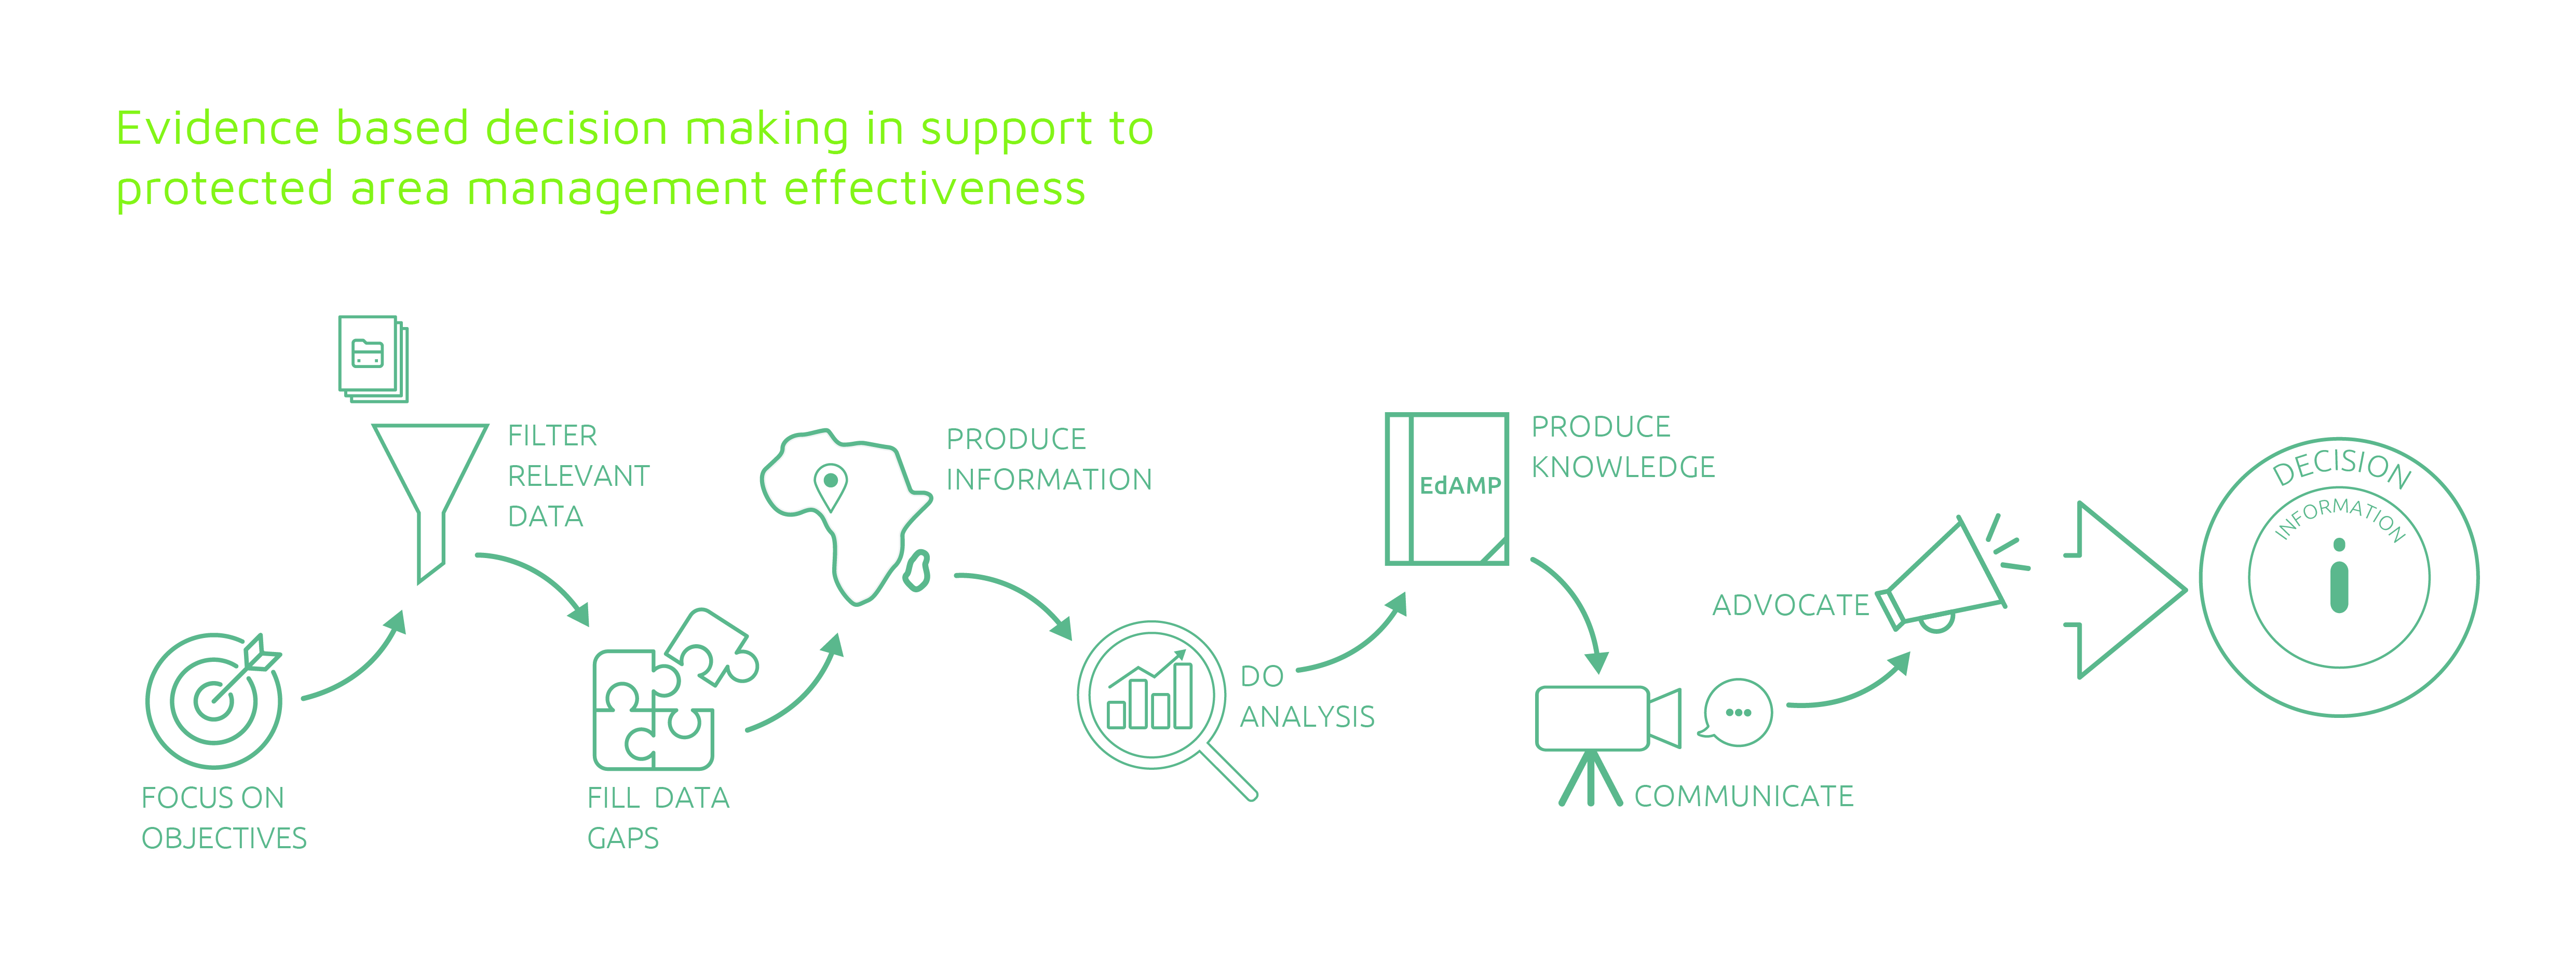 Evidence based decision making in support to
protected area management effectiveness
FOCUS ON
OBJECTIVES
FILTER
RELEVANT
DATA
FILL DATA
GAPS
PRODUCE
INFORMATION
DO
ANALYSIS
EdAMP
PRODUCE
KNOWLEDGE
COMMUNICATE
ADVOCATE
DECISION
INFORMATION
i